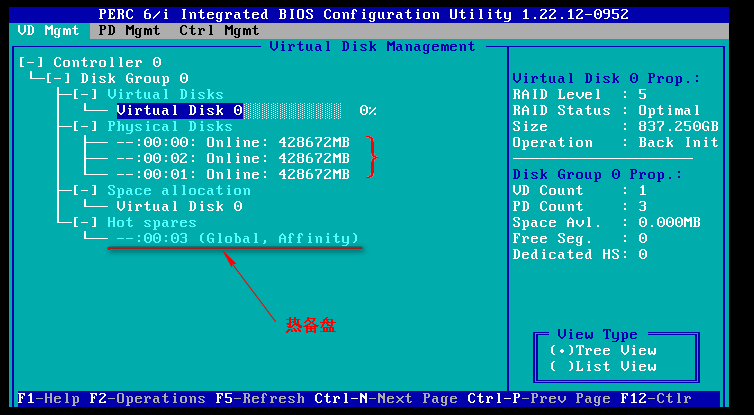 PERC 6/i Integrated BIOS Configuration Utility 1.22.12-0952
VD Mgmt PD Mgmt Ctrl Mgmt
Virtual Disk Management
[-] Controller 0
[-] Disk Group 0
[-] Virtual Disks
Virtual Disk 0 0%
[-] Physical Disks
--:00:00: Online: 428672MB
--:00:02: Online: 428672MB
--:00:01: Online: 428672MB
[-] Space allocation
Virtual Disk 0
[-] Hot spares
--:00:03 (Global, Affinity)
热备盘
Virtual Disk 0 Prop.:
RAID Level : 5
RAID Status : Optimal
Size : 837.250GB
Operation : Back Init
Disk Group 0 Prop.:
VD Count : 1
PD Count : 3
Space Avl. : 0.000MB
Free Seg. : 0
Dedicated HS: 0
View Type
(•)Tree View
( )List View
F1-Help F2-Operations F5-Refresh Ctrl-N-Next Page Ctrl-P-Prev Page F12-Ctlr